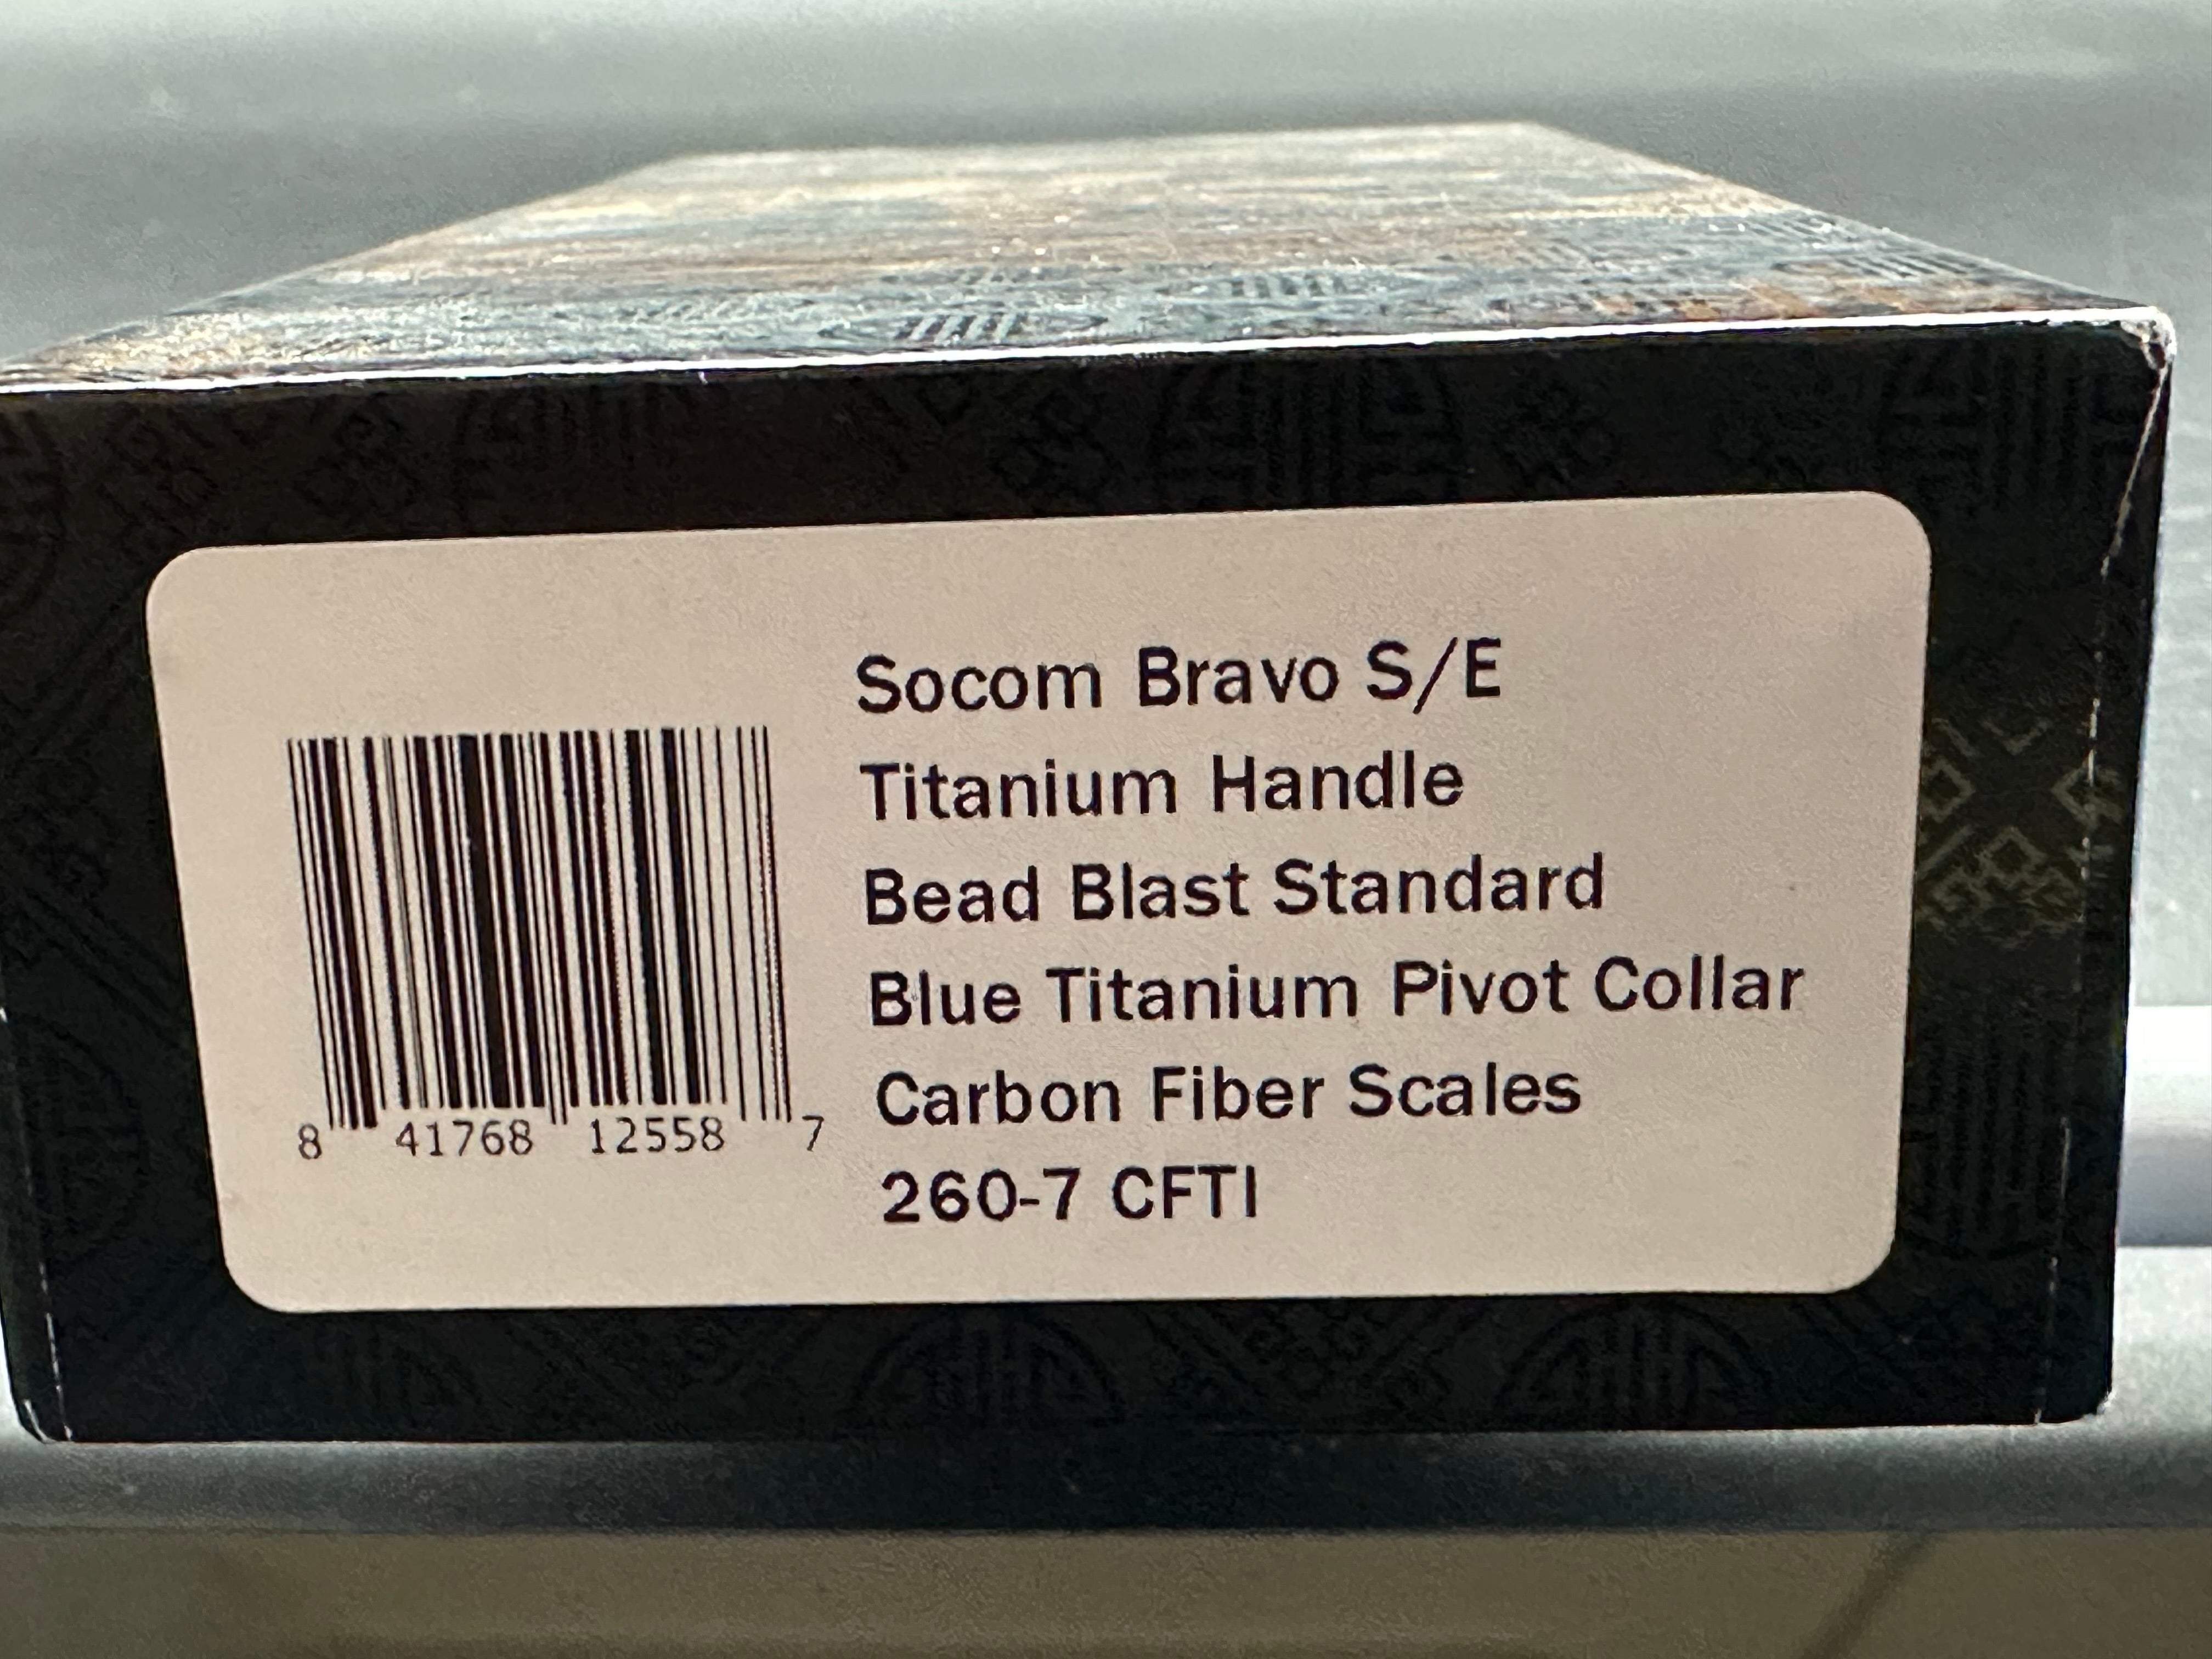 Socom Bravo S/E
Titanium Handle
Bead Blast Standard
Blue Titanium Pivot Collar
Carbon Fiber Scales
260-7 CFTI
8 41768 12558 7